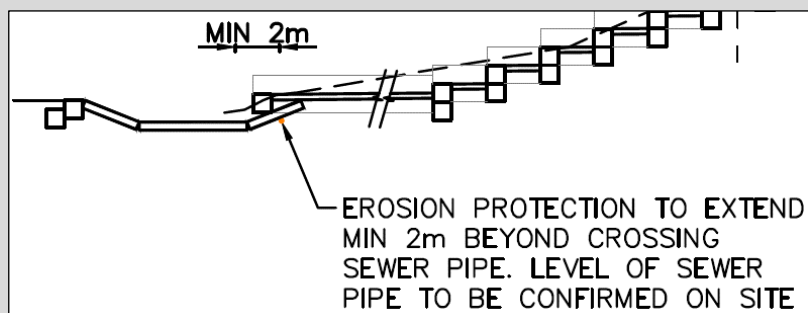 MIN 2m
EROSION PROTECTION TO EXTEND
MIN 2m BEYOND CROSSING
SEWER PIPE. LEVEL OF SEWER
PIPE TO BE CONFIRMED ON SITE